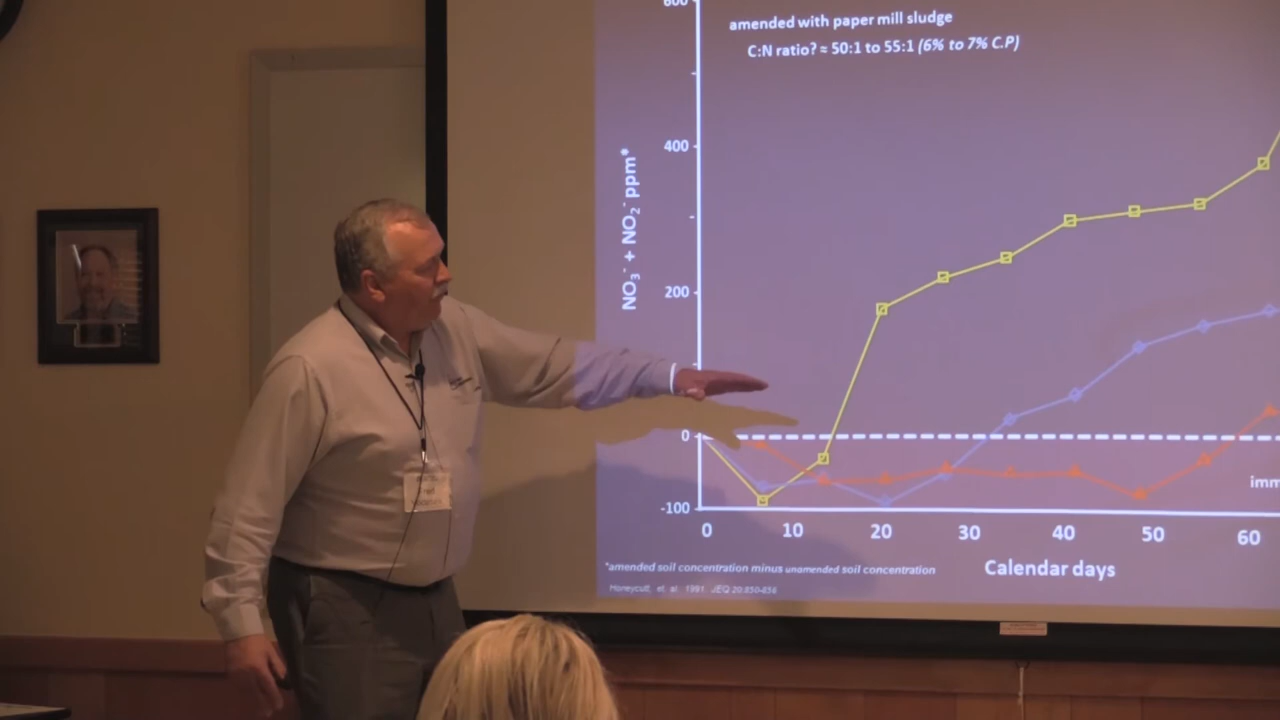 600
amended with paper mill sludge
C:N ratio? ≈ 50:1 to 55:1 (6% to 7% C.P)
400
NO₃⁻ + NO₂⁻ ppm*
200
0
imm
-100
0 10 20 30 40 50 60
*amended soil concentration minus unamended soil concentration
Calendar days
Honeycutt, et. al. 1991. JEQ 20:850-856